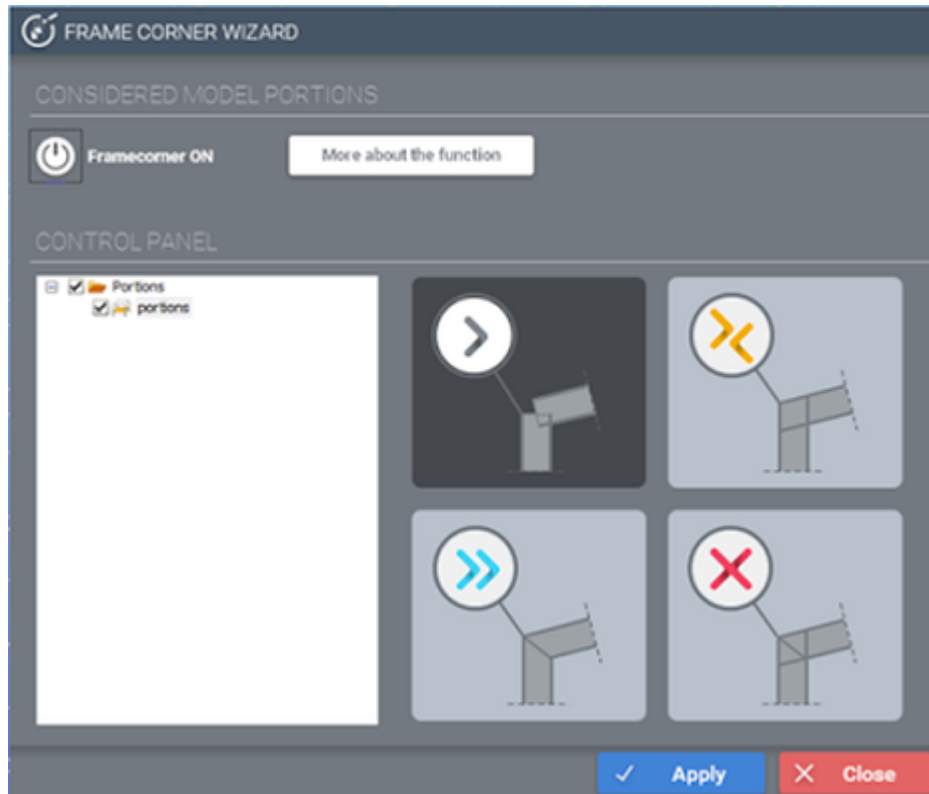 FRAME CORNER WIZARD
CONSIDERED MODEL PORTIONS
Framecorner ON
More about the function
CONTROL PANEL
Portions
portions
Apply
Close